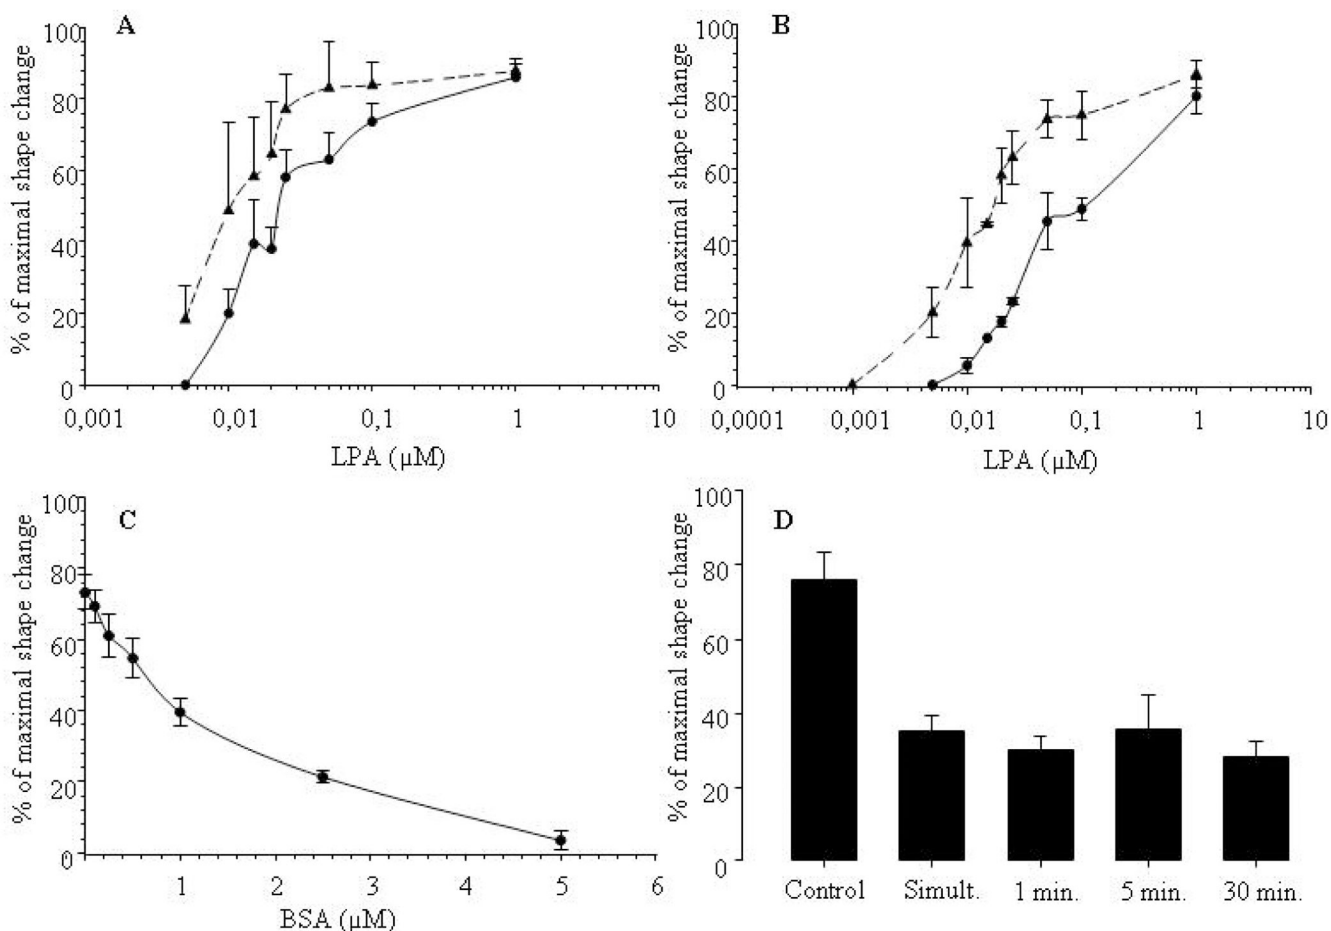 A
% of maximal shape change
100
80
60
40
20
0
0,001 0,01 0,1 1 10
LPA (µM)
B
% of maximal shape change
100
80
60
40
20
0
0,0001 0,001 0,01 0,1 1 10
LPA (µM)
C
% of maximal shape change
100
80
60
40
20
0
1 2 3 4 5 6
BSA (µM)
D
% of maximal shape change
100
80
60
40
20
0
Control Simult. 1 min. 5 min. 30 min.